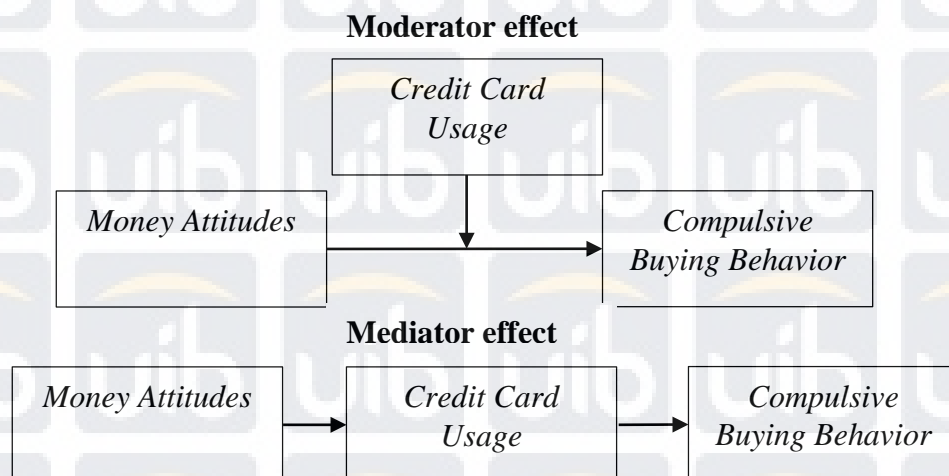 Moderator effect
Credit Card
Usage
Money Attitudes
Compulsive
Buying Behavior
Mediator effect
Money Attitudes
Credit Card
Usage
Compulsive
Buying Behavior
uib